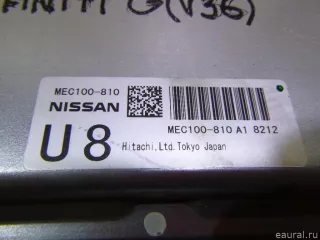 FINITI G(V36)
MEC100-810
NISSAN
MEC100-810 A1 8212
U8
Hitachi,Ltd.Tokyo Japan
eaural.ru